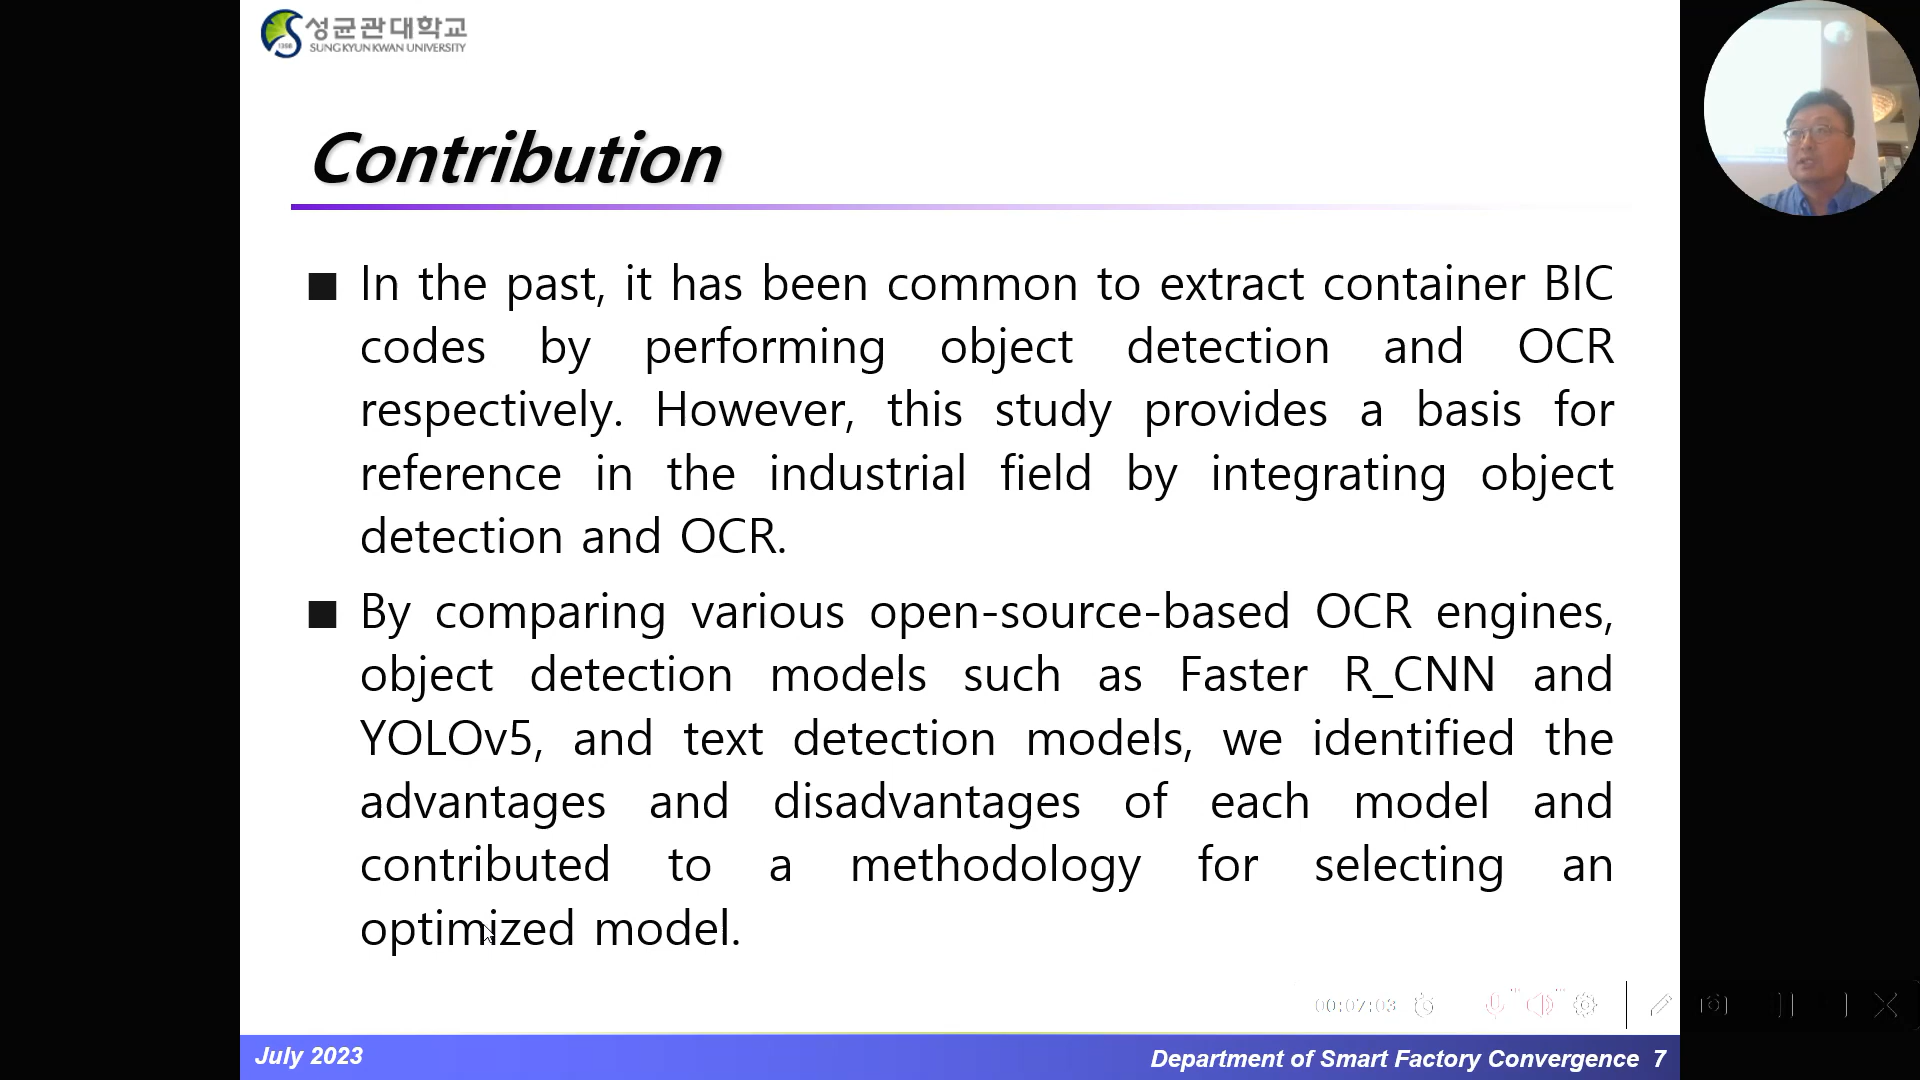 성균관대학교
SUNGKYUNKWAN UNIVERSITY
1398
Contribution
■ In the past, it has been common to extract container BIC
codes by performing object detection and OCR
respectively. However, this study provides a basis for
reference in the industrial field by integrating object
detection and OCR.
■ By comparing various open-source-based OCR engines,
object detection models such as Faster R_CNN and
YOLOv5, and text detection models, we identified the
advantages and disadvantages of each model and
contributed to a methodology for selecting an
optimized model.
00:07:03
July 2023
Department of Smart Factory Convergence 7